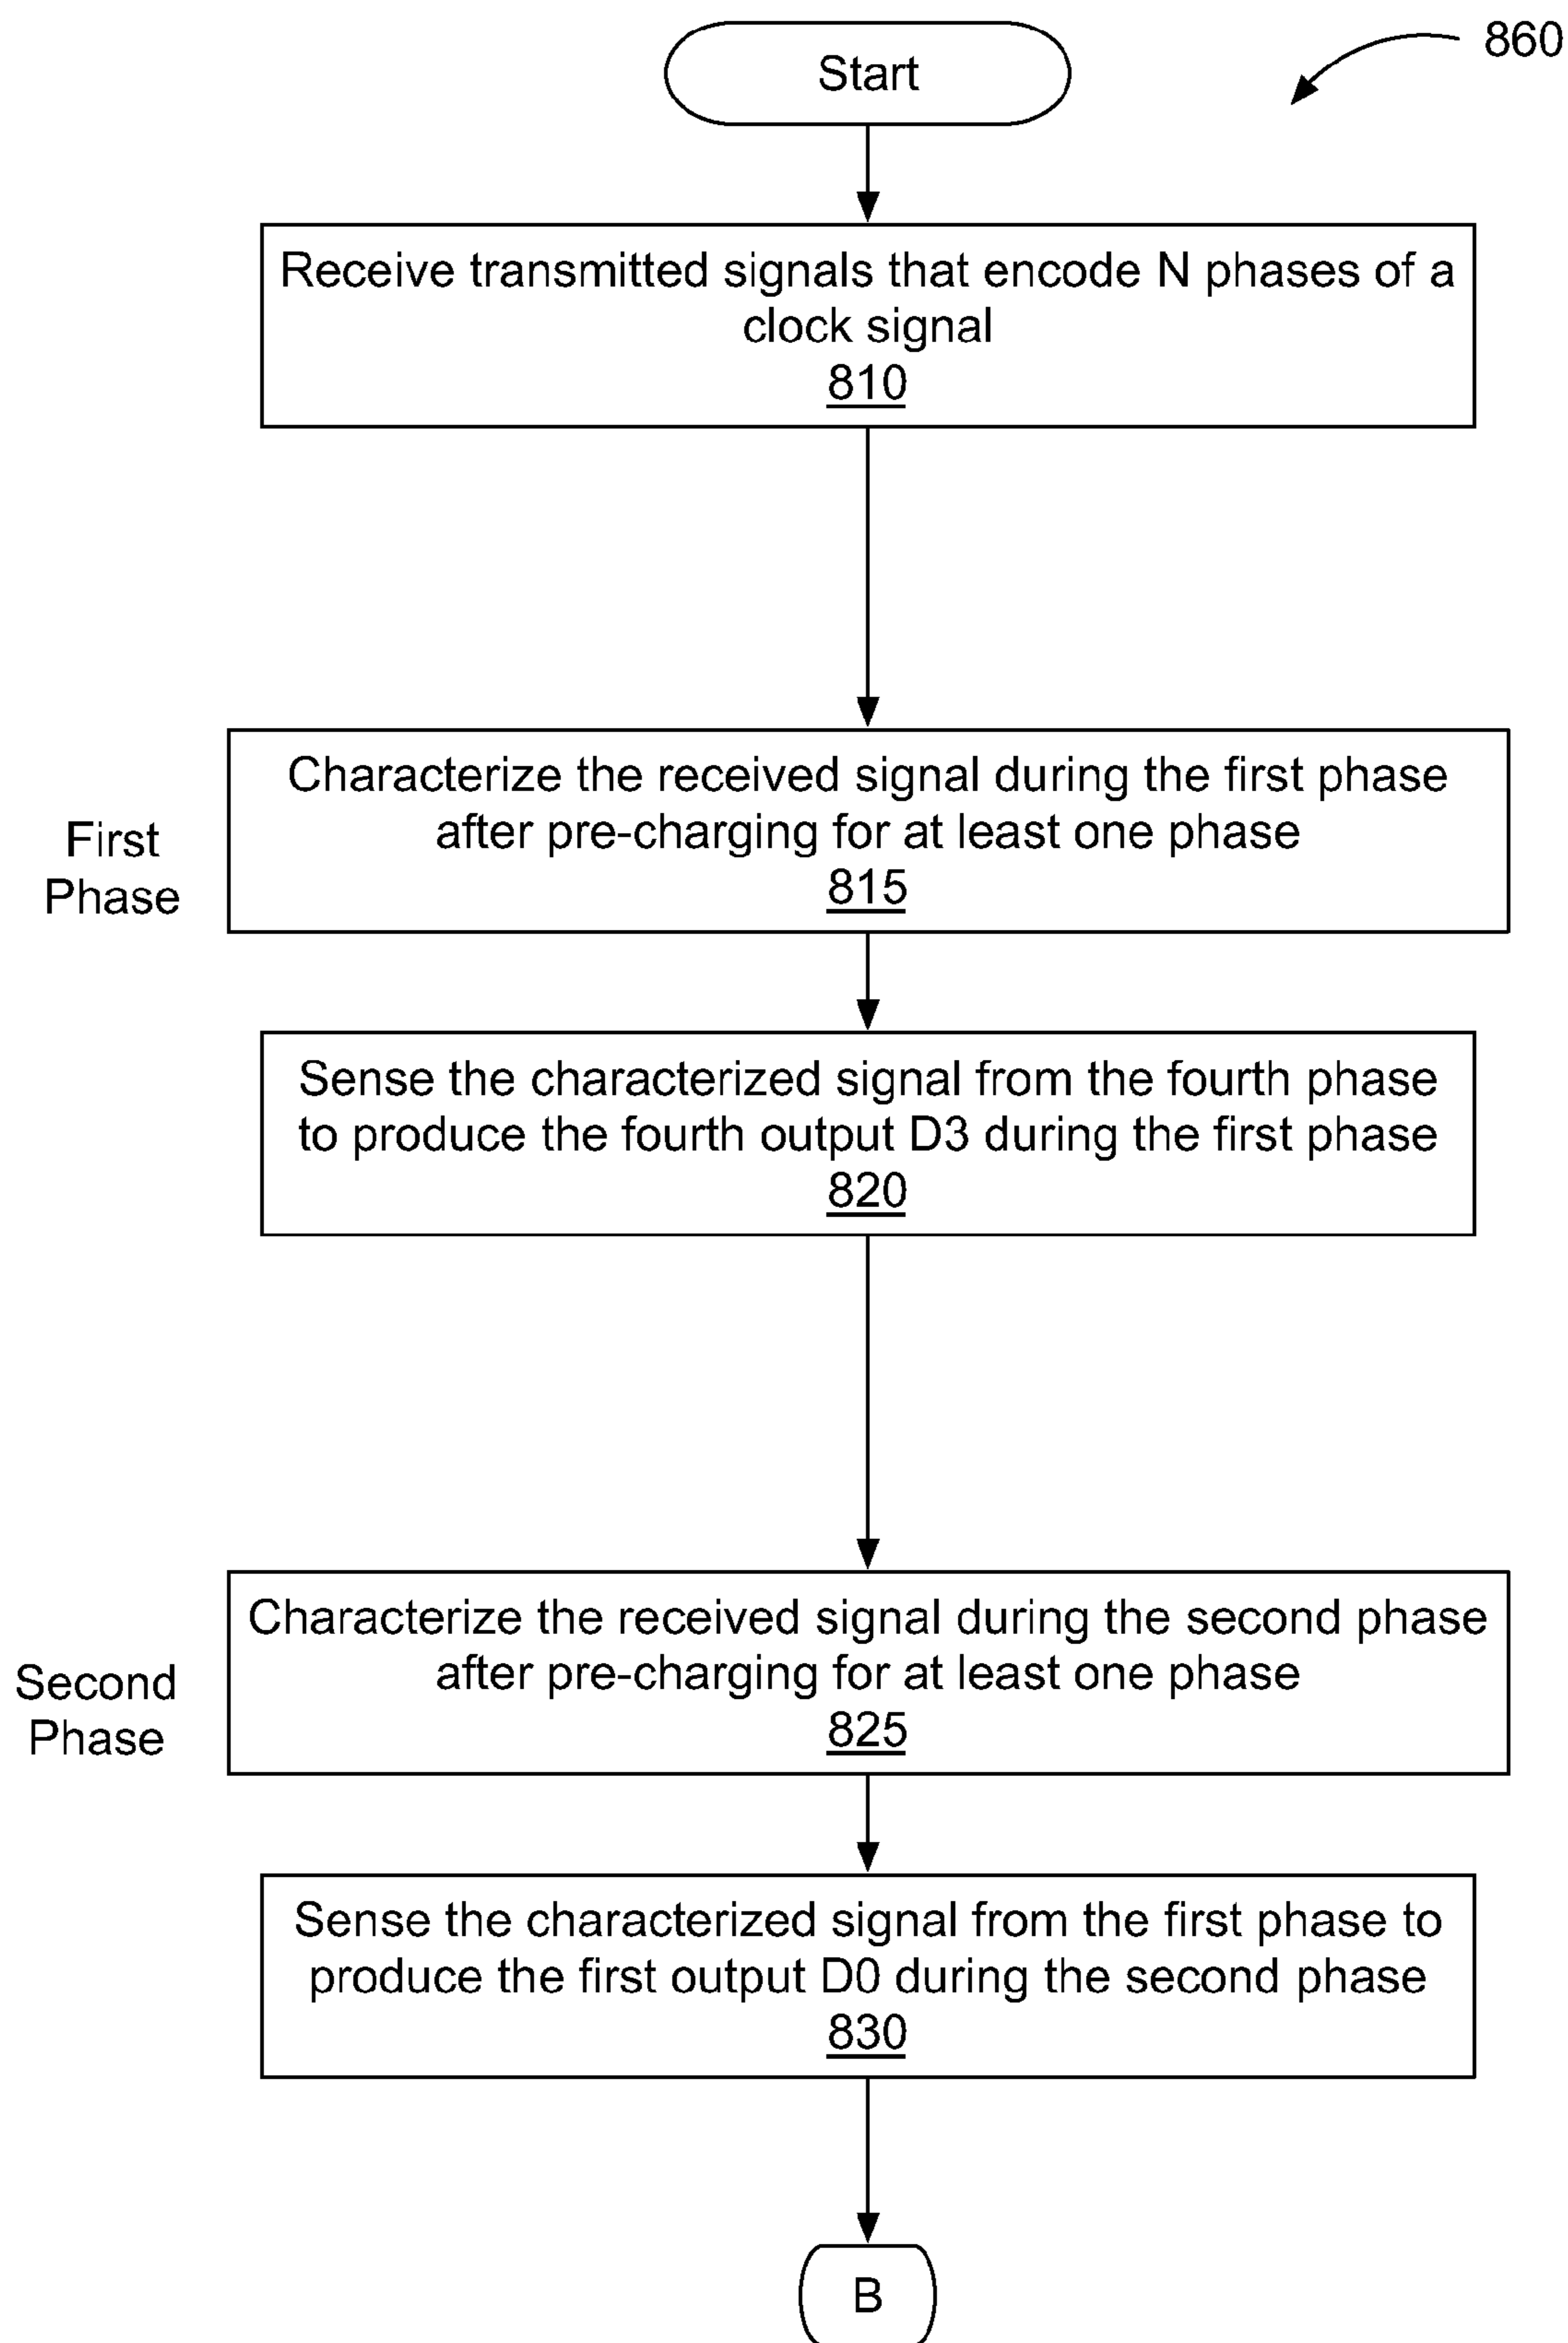 Start
860
Receive transmitted signals that encode N phases of a
clock signal
810
First
Phase
Characterize the received signal during the first phase
after pre-charging for at least one phase
815
Sense the characterized signal from the fourth phase
to produce the fourth output D3 during the first phase
820
Second
Phase
Characterize the received signal during the second phase
after pre-charging for at least one phase
825
Sense the characterized signal from the first phase to
produce the first output D0 during the second phase
830
B